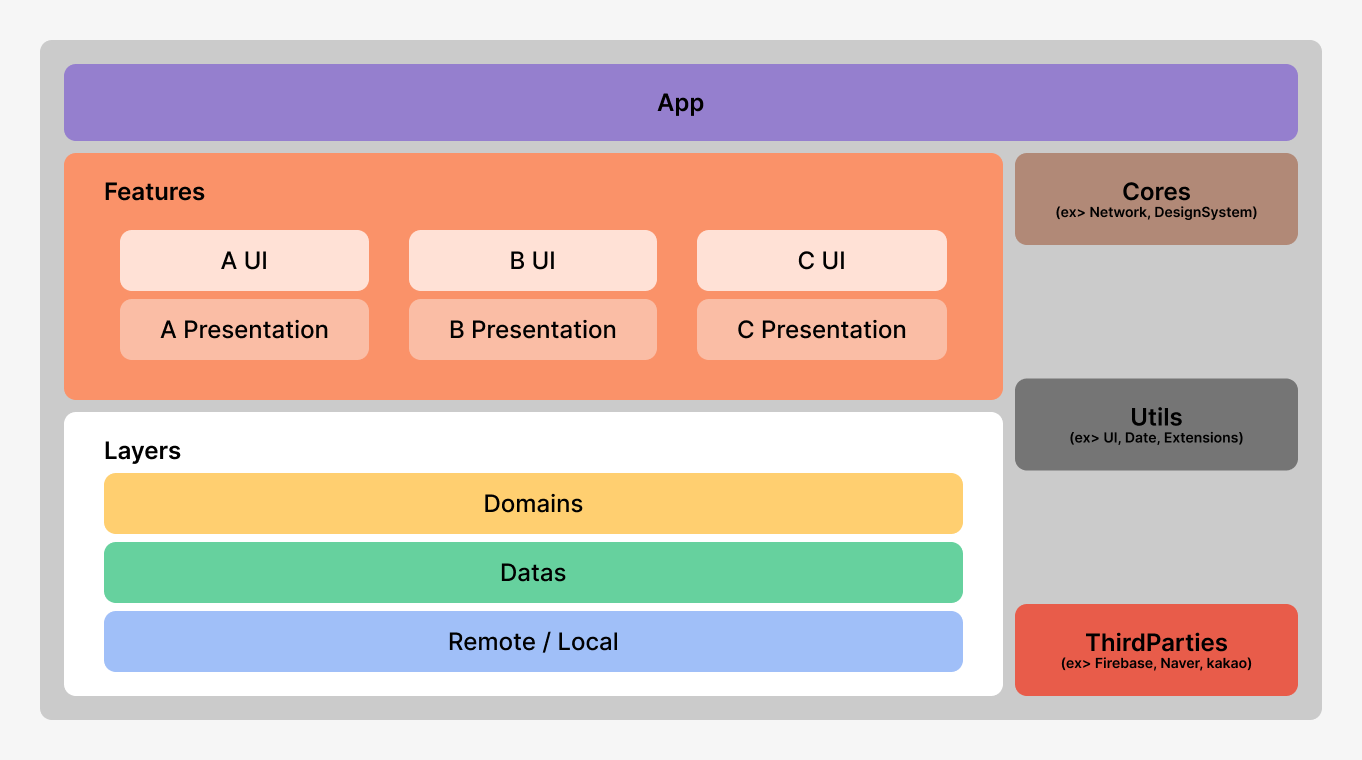 App
Features
A UI
B UI
C UI
A Presentation
B Presentation
C Presentation
Layers
Domains
Datas
Remote / Local
Cores
(ex> Network, DesignSystem)
Utils
(ex> UI, Date, Extensions)
ThirdParties
(ex> Firebase, Naver, kakao)